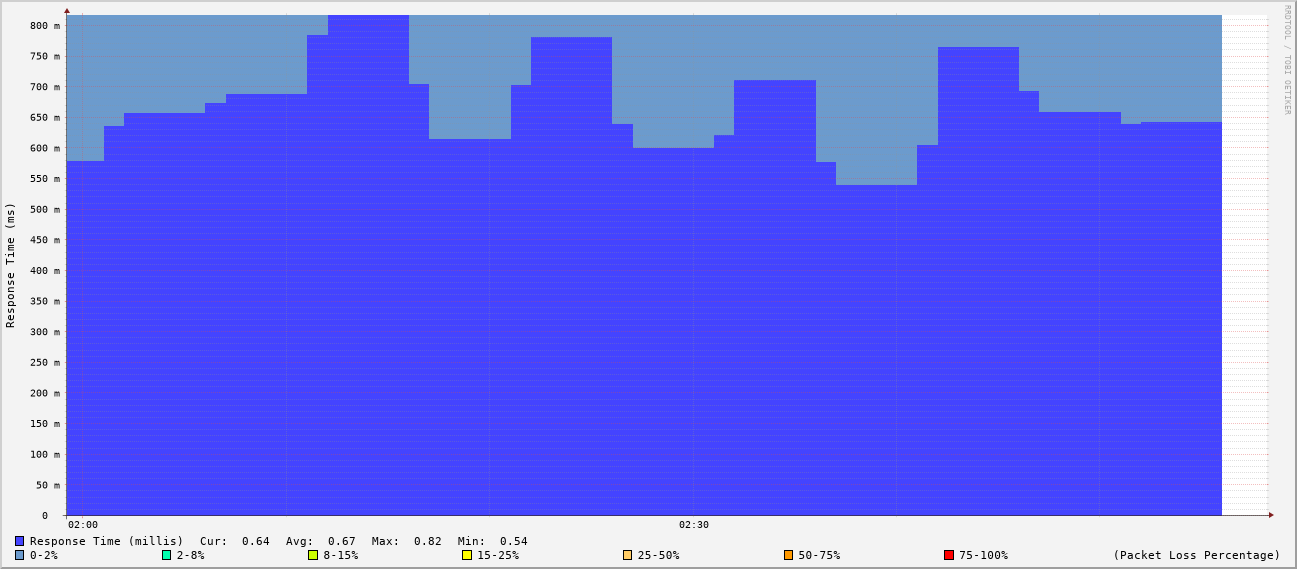 800 m
750 m
700 m
650 m
600 m
550 m
500 m
450 m
400 m
350 m
300 m
250 m
200 m
150 m
100 m
50 m
0
Response Time (ms)
RRDTOOL / TOBI OETIKER
02:00 02:30
Response Time (millis) Cur: 0.64 Avg: 0.67 Max: 0.82 Min: 0.54
0-2% 2-8% 8-15% 15-25% 25-50% 50-75% 75-100% (Packet Loss Percentage)